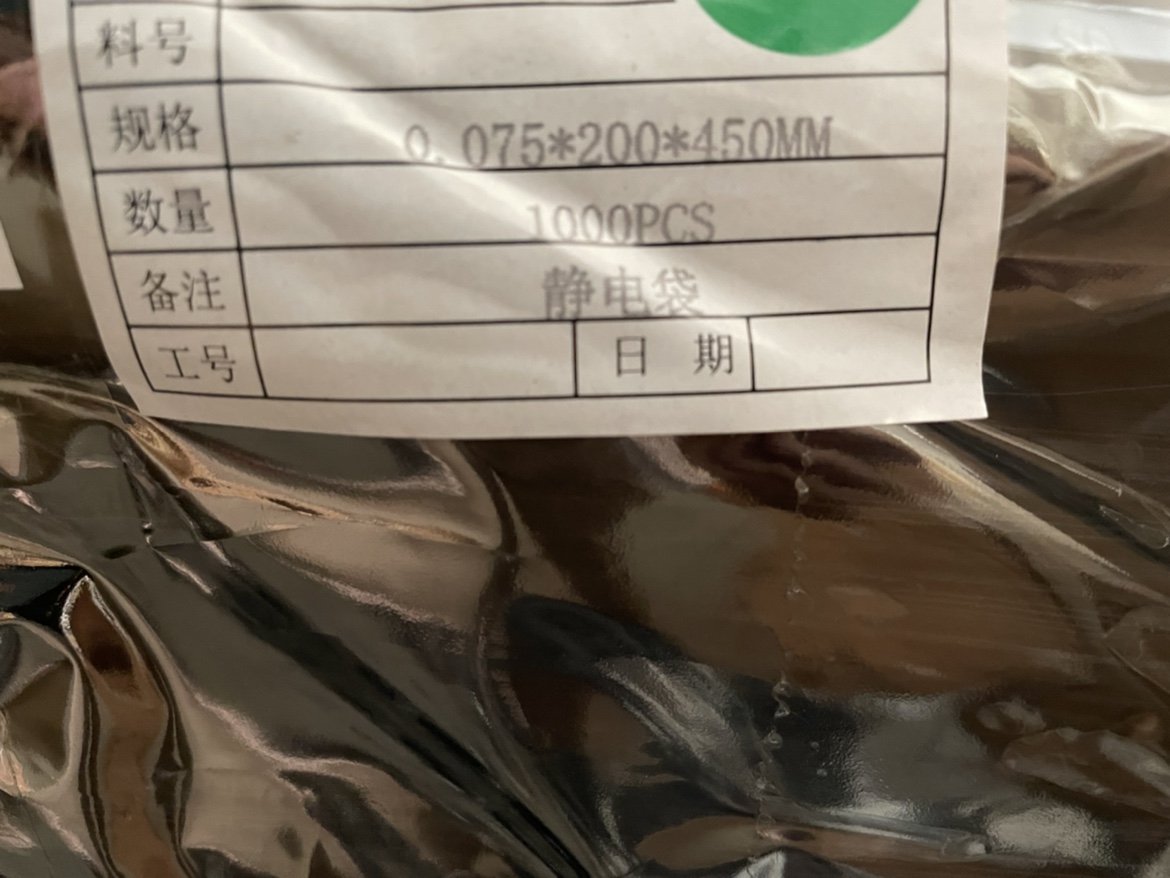 料号
规格 0.075*200*450MM
数量 1000PCS
备注 静电袋
工号 日 期